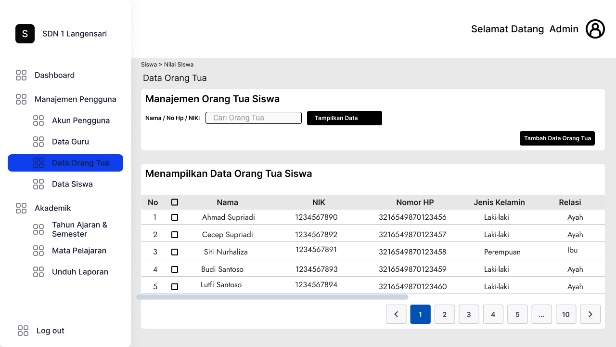 S SDN 1 Langensari
Selamat Datang Admin
Dashboard
Manajemen Pengguna
Akun Pengguna
Data Guru
Data Orang Tua
Data Siswa
Akademik
Tahun Ajaran &
Semester
Mata Pelajaran
Unduh Laporan
Log out
Siswa > Nilai Siswa
Data Orang Tua
Manajemen Orang Tua Siswa
Nama / No Hp / NIK: Cari Orang Tua Tampilkan Data
Tambah Data Orang Tua
Menampilkan Data Orang Tua Siswa
No Nama NIK Nomor HP Jenis Kelamin Relasi
1 Ahmad Supriadi 1234567890 3216549870123456 Laki-laki Ayah
2 Cecep Supriadi 1234567892 3216549870123457 Laki-laki Ayah
3 Siti Nurhaliza 1234567891 3216549870123458 Perempuan Ibu
4 Budi Santoso 1234567893 3216549870123459 Laki-laki Ayah
5 Lutfi Santoso 1234567894 3216549870123460 Laki-laki Ayah
< 1 2 3 4 5 ... 10 >